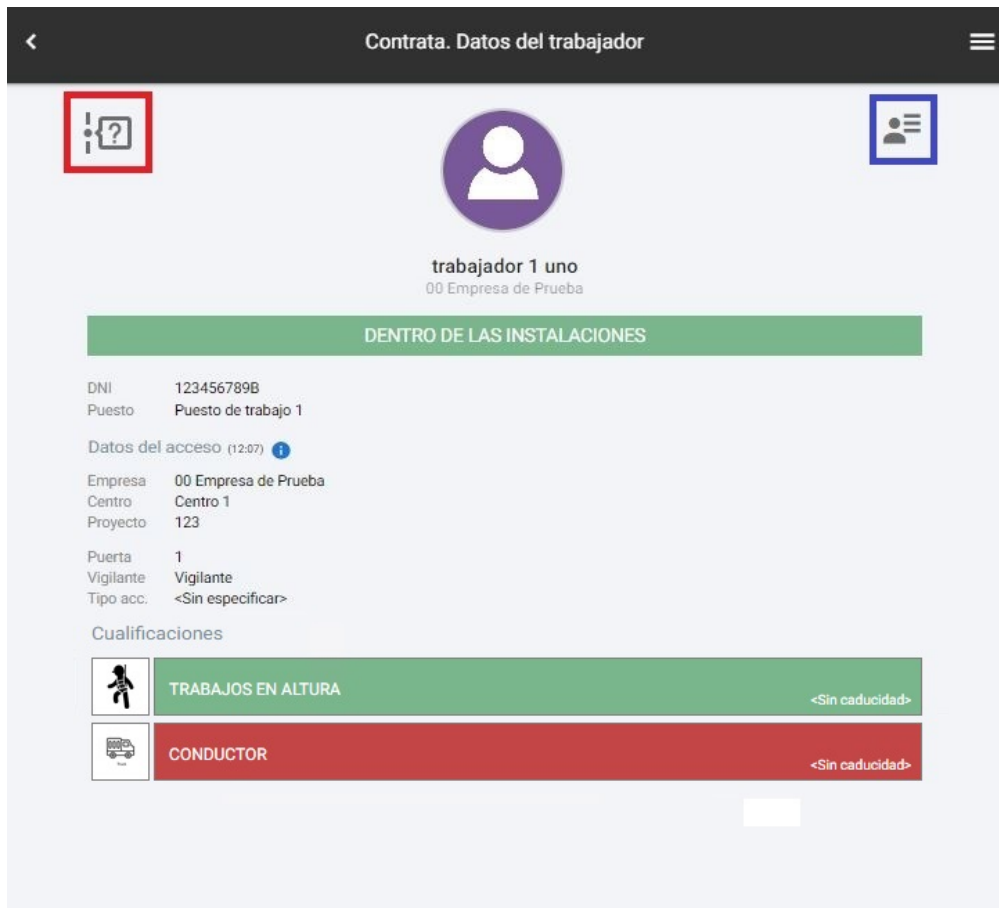 Contrata. Datos del trabajador
?
trabajador 1 uno
00 Empresa de Prueba
DENTRO DE LAS INSTALACIONES
DNI 123456789B
Puesto Puesto de trabajo 1
Datos del acceso (12:07) i
Empresa 00 Empresa de Prueba
Centro Centro 1
Proyecto 123
Puerta 1
Vigilante Vigilante
Tipo acc. <Sin especificar>
Cualificaciones
TRABAJOS EN ALTURA <Sin caducidad>
CONDUCTOR <Sin caducidad>